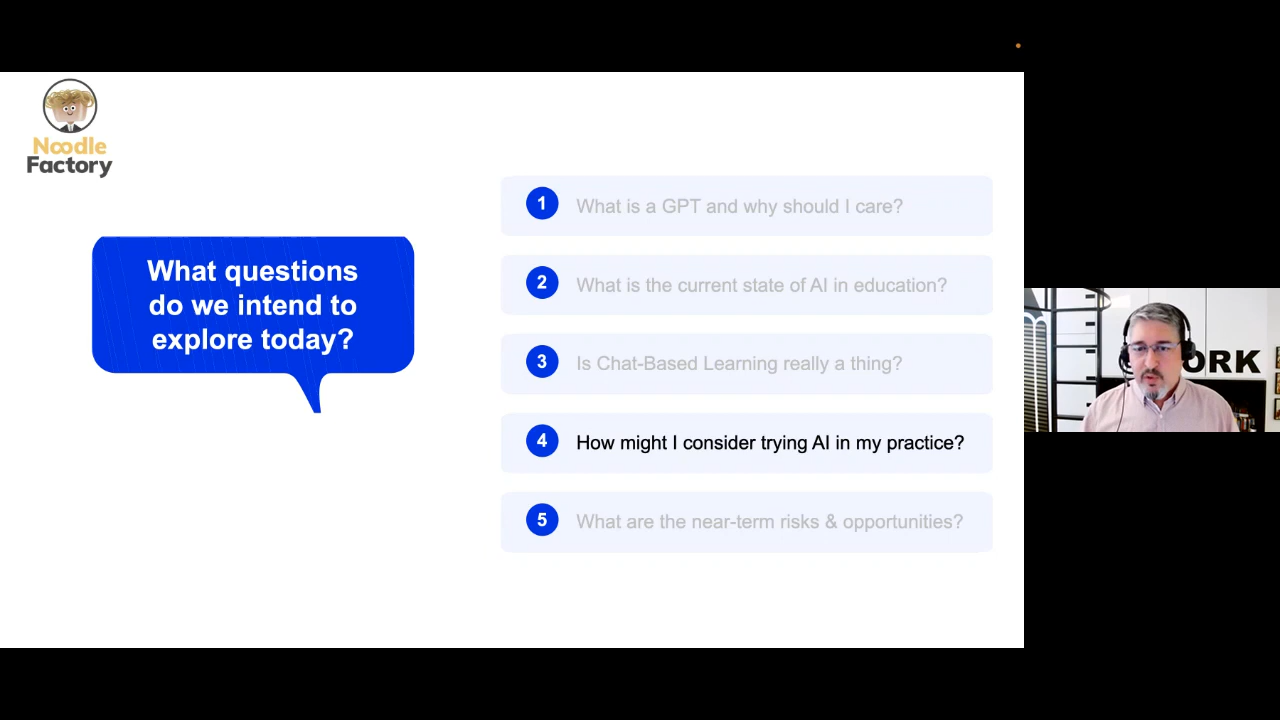 Noodle
Factory
What questions
do we intend to
explore today?
1 What is a GPT and why should I care?
2 What is the current state of AI in education?
3 Is Chat-Based Learning really a thing?
4 How might I consider trying AI in my practice?
5 What are the near-term risks & opportunities?
ORK